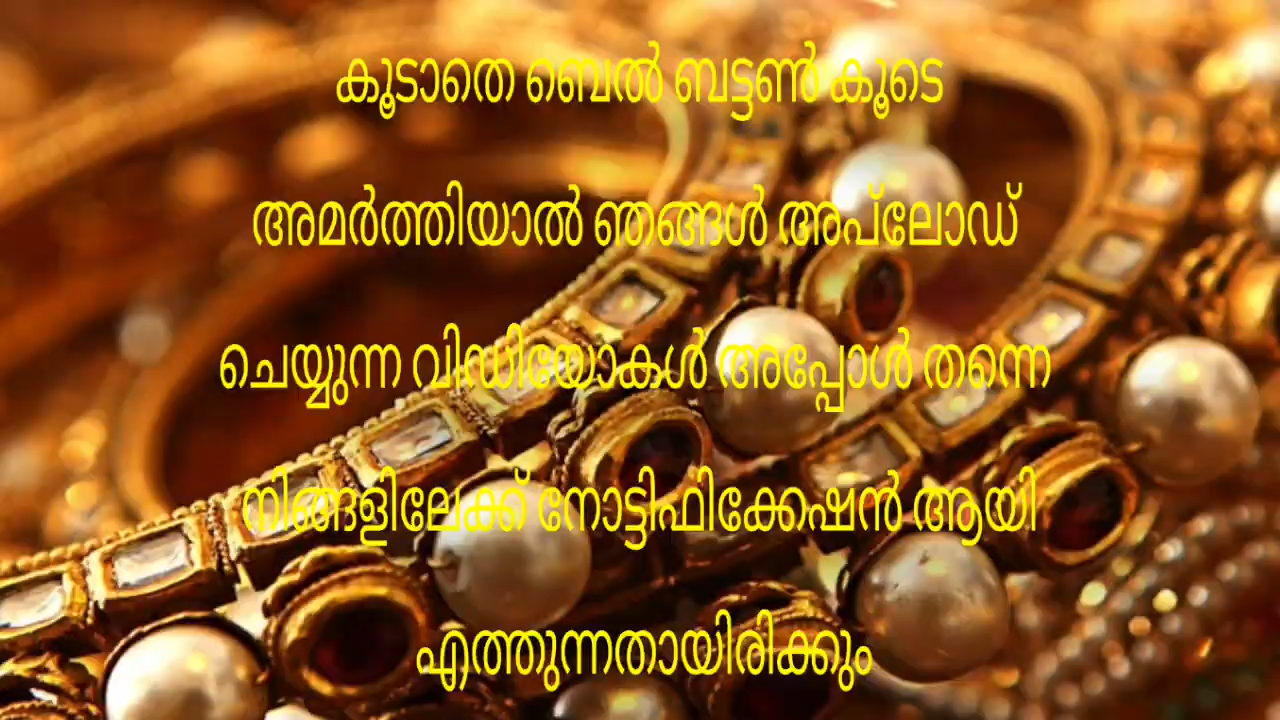 കൂടാതെ ബെൽ ബട്ടൺ കൂടെ
അമർത്തിയാൽ ഞങ്ങൾ അപ്‌ലോഡ്
ചെയ്യുന്ന വിഡിയോകൾ അപ്പോൾ തന്നെ
നിങ്ങളിലേക്ക് നോട്ടിഫിക്കേഷൻ ആയി
എത്തുന്നതായിരിക്കും